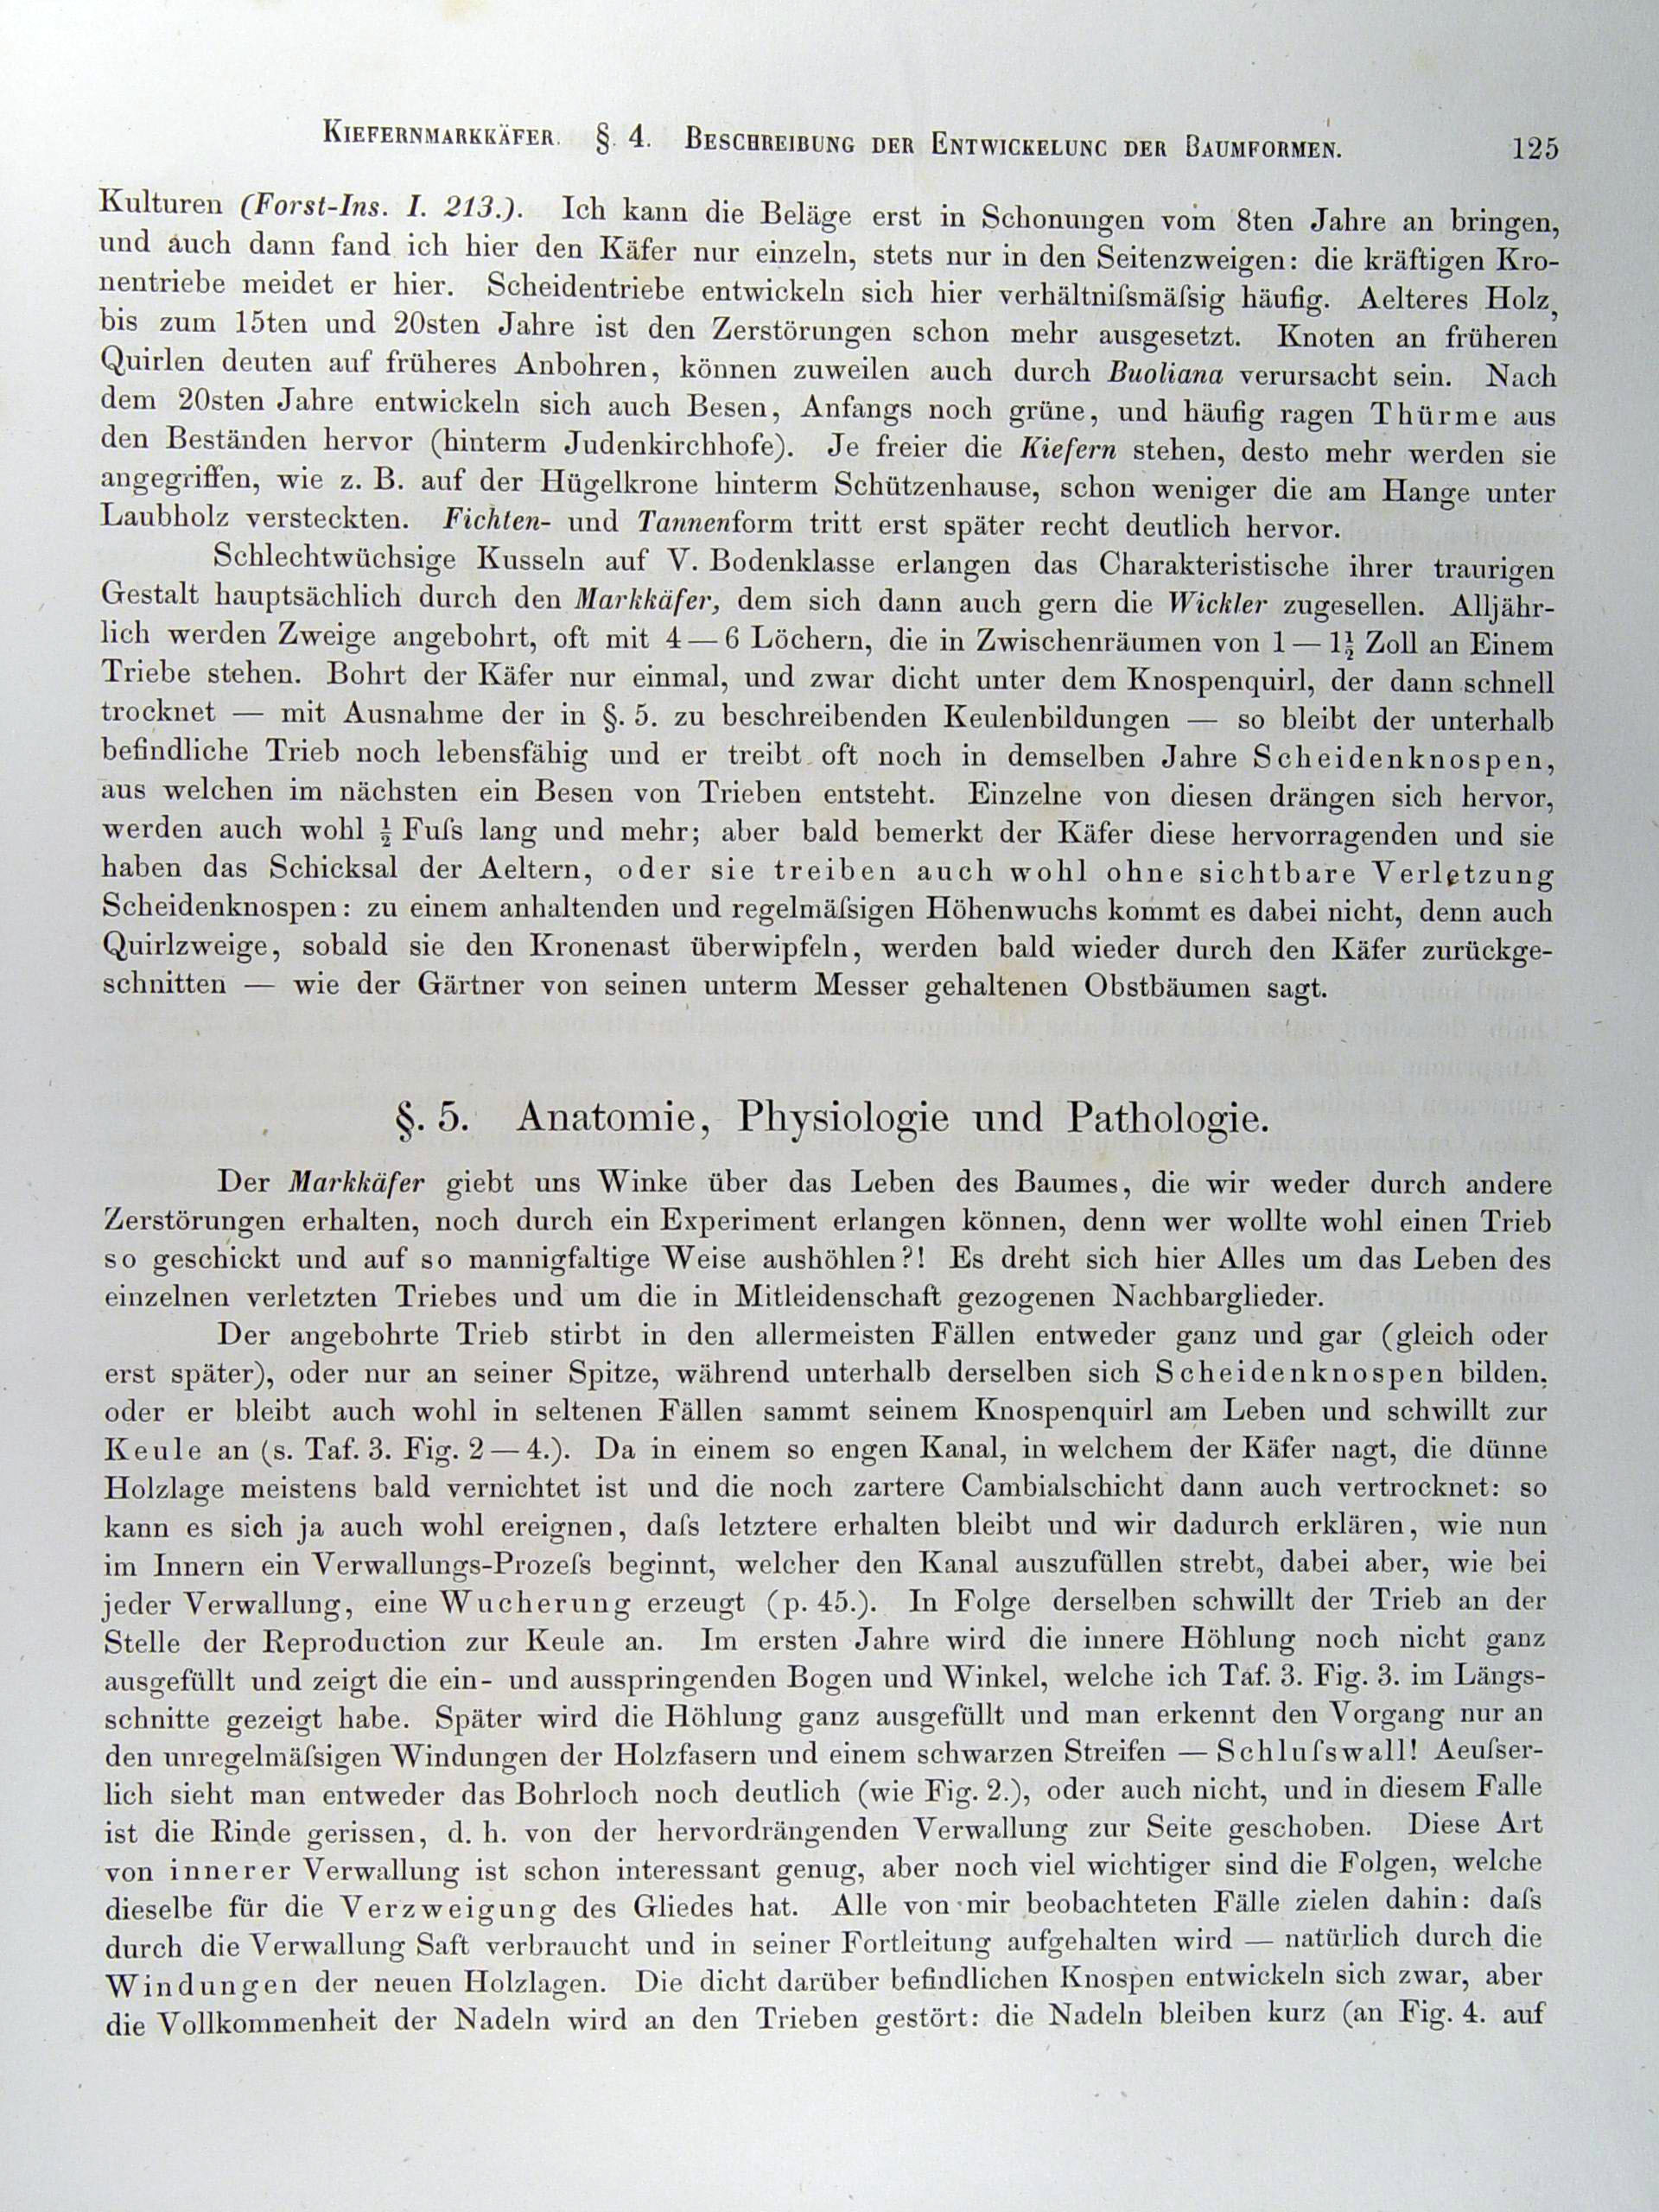 KIEFERNMARKKÄFER. §. 4. BESCHREIBUNG DER ENTWICKELUNG DER BAUMFORMEN. 125
Kulturen (Forst-Ins. I. 213.). Ich kann die Beläge erst in Schonungen vom 8ten Jahre an bringen,
und auch dann fand ich hier den Käfer nur einzeln, stets nur in den Seitenzweigen: die kräftigen Kro-
nentriebe meidet er hier. Scheidentriebe entwickeln sich hier verhältniſsmäſsig häufig. Aelteres Holz,
bis zum 15ten und 20sten Jahre ist den Zerstörungen schon mehr ausgesetzt. Knoten an früheren
Quirlen deuten auf früheres Anbohren, können zuweilen auch durch Buoliana verursacht sein. Nach
dem 20sten Jahre entwickeln sich auch Besen, Anfangs noch grüne, und häufig ragen Thürme aus
den Beständen hervor (hinterm Judenkirchhofe). Je freier die Kiefern stehen, desto mehr werden sie
angegriffen, wie z. B. auf der Hügelkrone hinterm Schützenhause, schon weniger die am Hange unter
Laubholz versteckten. Fichten- und Tannenform tritt erst später recht deutlich hervor.
Schlechtwüchsige Kusseln auf V. Bodenklasse erlangen das Charakteristische ihrer traurigen
Gestalt hauptsächlich durch den Markkäfer, dem sich dann auch gern die Wickler zugesellen. Alljähr-
lich werden Zweige angebohrt, oft mit 4—6 Löchern, die in Zwischenräumen von 1—1½ Zoll an Einem
Triebe stehen. Bohrt der Käfer nur einmal, und zwar dicht unter dem Knospenquirl, der dann schnell
trocknet — mit Ausnahme der in §. 5. zu beschreibenden Keulenbildungen — so bleibt der unterhalb
befindliche Trieb noch lebensfähig und er treibt oft noch in demselben Jahre Scheidenknospen,
aus welchen im nächsten ein Besen von Trieben entsteht. Einzelne von diesen drängen sich hervor,
werden auch wohl ½ Fuſs lang und mehr; aber bald bemerkt der Käfer diese hervorragenden und sie
haben das Schicksal der Aeltern, oder sie treiben auch wohl ohne sichtbare Verletzung
Scheidenknospen: zu einem anhaltenden und regelmäſsigen Höhenwuchs kommt es dabei nicht, denn auch
Quirlzweige, sobald sie den Kronenast überwipfeln, werden bald wieder durch den Käfer zurückge-
schnitten — wie der Gärtner von seinen unterm Messer gehaltenen Obstbäumen sagt.
§. 5. Anatomie, Physiologie und Pathologie.
Der Markkäfer giebt uns Winke über das Leben des Baumes, die wir weder durch andere
Zerstörungen erhalten, noch durch ein Experiment erlangen können, denn wer wollte wohl einen Trieb
so geschickt und auf so mannigfaltige Weise aushöhlen?! Es dreht sich hier Alles um das Leben des
einzelnen verletzten Triebes und um die in Mitleidenschaft gezogenen Nachbarglieder.
Der angebohrte Trieb stirbt in den allermeisten Fällen entweder ganz und gar (gleich oder
erst später), oder nur an seiner Spitze, während unterhalb derselben sich Scheidenknospen bilden,
oder er bleibt auch wohl in seltenen Fällen sammt seinem Knospenquirl am Leben und schwillt zur
Keule an (s. Taf. 3. Fig. 2—4.). Da in einem so engen Kanal, in welchem der Käfer nagt, die dünne
Holzlage meistens bald vernichtet ist und die noch zartere Cambialschicht dann auch vertrocknet: so
kann es sich ja auch wohl ereignen, daſs letztere erhalten bleibt und wir dadurch erklären, wie nun
im Innern ein Verwallungs-Prozeſs beginnt, welcher den Kanal auszufüllen strebt, dabei aber, wie bei
jeder Verwallung, eine Wucherung erzeugt (p. 45.). In Folge derselben schwillt der Trieb an der
Stelle der Reproduction zur Keule an. Im ersten Jahre wird die innere Höhlung noch nicht ganz
ausgefüllt und zeigt die ein- und ausspringenden Bogen und Winkel, welche ich Taf. 3. Fig. 3. im Längs-
schnitte gezeigt habe. Später wird die Höhlung ganz ausgefüllt und man erkennt den Vorgang nur an
den unregelmäſsigen Windungen der Holzfasern und einem schwarzen Streifen — Schluſswall! Aeuſser-
lich sieht man entweder das Bohrloch noch deutlich (wie Fig. 2.), oder auch nicht, und in diesem Falle
ist die Rinde gerissen, d. h. von der hervordrängenden Verwallung zur Seite geschoben. Diese Art
von innerer Verwallung ist schon interessant genug, aber noch viel wichtiger sind die Folgen, welche
dieselbe für die Verzweigung des Gliedes hat. Alle von mir beobachteten Fälle zielen dahin: daſs
durch die Verwallung Saft verbraucht und in seiner Fortleitung aufgehalten wird — natürlich durch die
Windungen der neuen Holzlagen. Die dicht darüber befindlichen Knospen entwickeln sich zwar, aber
die Vollkommenheit der Nadeln wird an den Trieben gestört: die Nadeln bleiben kurz (an Fig. 4. auf